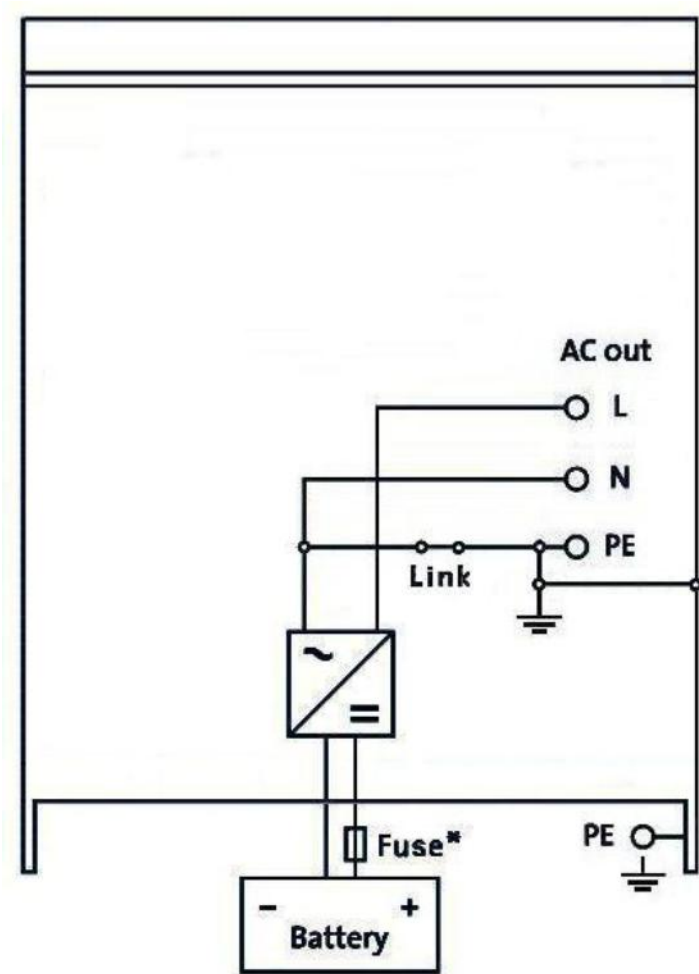 AC out
L
N
PE
Link
~
=
Fuse*
PE
- +
Battery